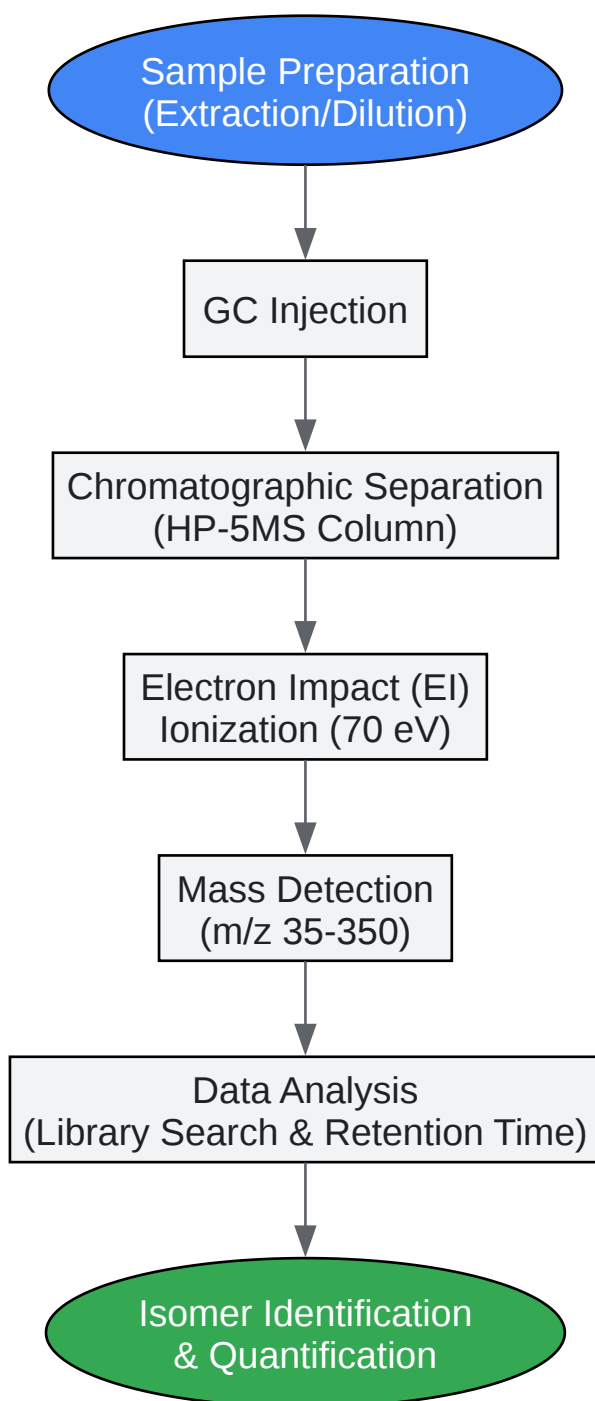 Sample Preparation
(Extraction/Dilution)
GC Injection
Chromatographic Separation
(HP-5MS Column)
Electron Impact (EI)
Ionization (70 eV)
Mass Detection
(m/z 35-350)
Data Analysis
(Library Search & Retention Time)
Isomer Identification
& Quantification